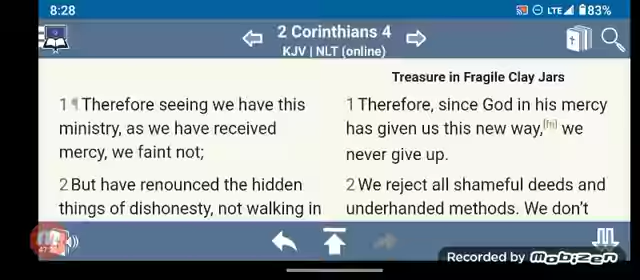 8:28
LTE 83%
2 Corinthians 4
KJV | NLT (online)
Treasure in Fragile Clay Jars
1 ¶ Therefore seeing we have this
ministry, as we have received
mercy, we faint not;
2 But have renounced the hidden
things of dishonesty, not walking in
1 Therefore, since God in his mercy
has given us this new way,[fn] we
never give up.
2 We reject all shameful deeds and
underhanded methods. We don't
Recorded by Mobizen